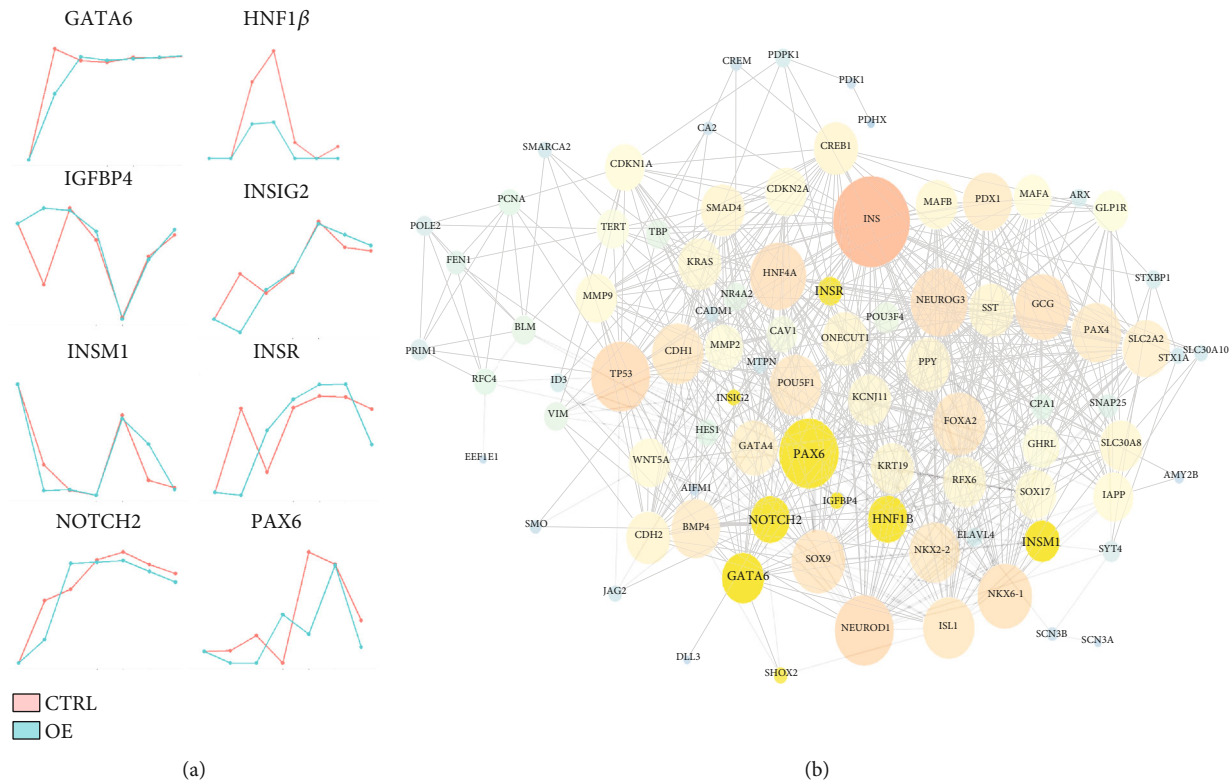 GATA6
HNF1β
IGFBP4
INSIG2
INSM1
INSR
NOTCH2
PAX6
CTRL
OE
(a)
CREM
PDPK1
PDK1
PDHX
CA2
SMARCA2
CREB1
CDKN1A
PCNA
CDKN2A
SMAD4
MAFB
PDX1
MAFA
ARX
GLP1R
INS
POLE2
TERT
TBP
FEN1
KRAS
HNF4A
STXBP1
NR4A2
INSR
MMP9
NEUROG3
SST
GCG
CADM1
POU3F4
BLM
CAV1
ONECUT1
PAX4
SLC2A2
MMP2
PRIM1
CDH1
SLC30A10
STX1A
MTPN
PPY
TP53
RFC4
ID3
POU5F1
KCNJ11
INSIG2
CPA1
SNAP25
VIM
FOXA2
HES1
GATA4
GHRL
SLC30A8
PAX6
EEF1E1
WNT5A
KRT19
RFX6
AMY2B
AIFM1
IGFBP4
SOX17
IAPP
SMO
BMP4
NOTCH2
HNF1B
CDH2
ELAVL4
INSM1
NKX2-2
SYT4
SOX9
GATA6
JAG2
NKX6-1
NEUROD1
ISL1
SCN3B
SCN3A
DLL3
SHOX2
(b)